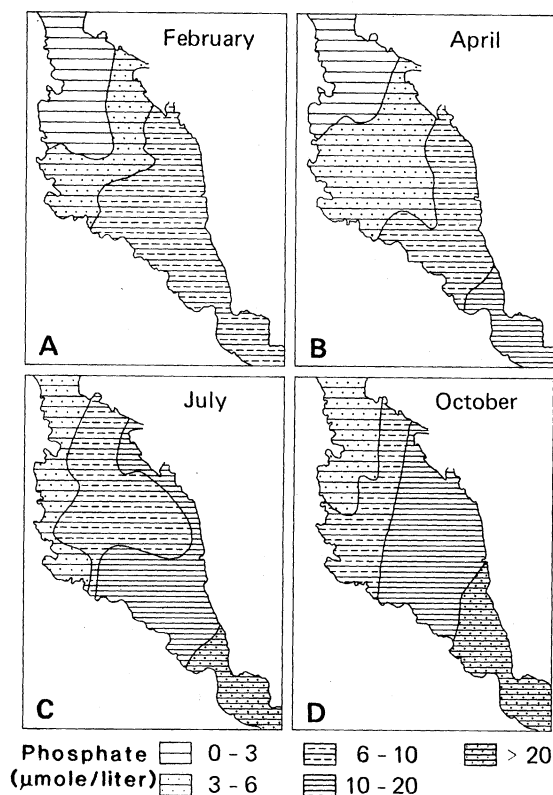 February
A
April
B
July
C
October
D
Phosphate
(μmole/liter)
0 - 3
3 - 6
6 - 10
10 - 20
> 20